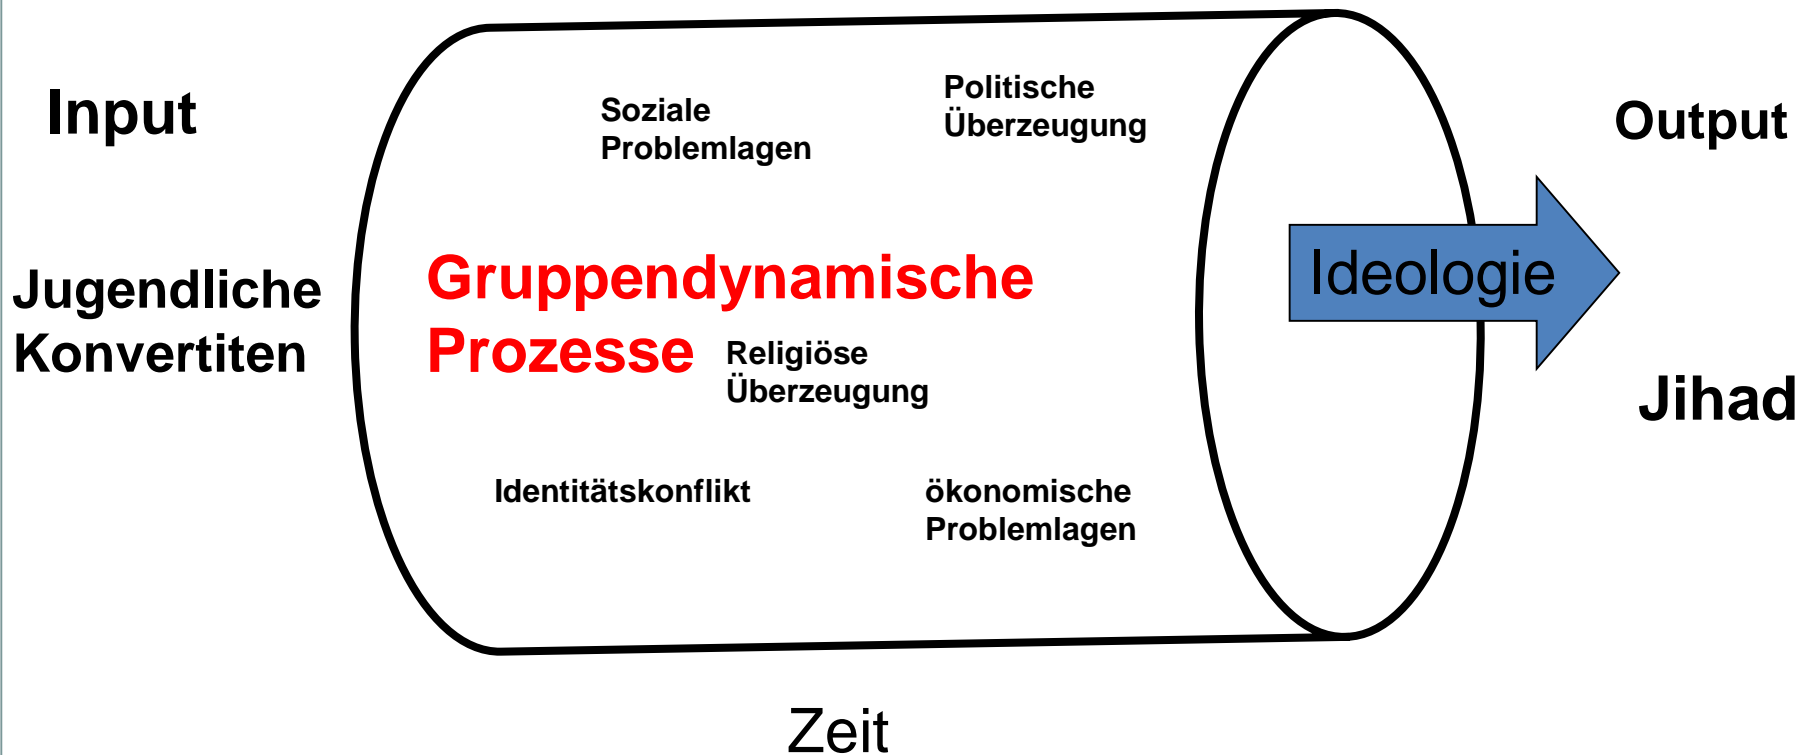 Input
Jugendliche
Konvertiten
Soziale
Problemlagen
Politische
Überzeugung
Gruppendynamische
Prozesse
Religiöse
Überzeugung
Identitätskonflikt
ökonomische
Problemlagen
Ideologie
Output
Jihad
Zeit